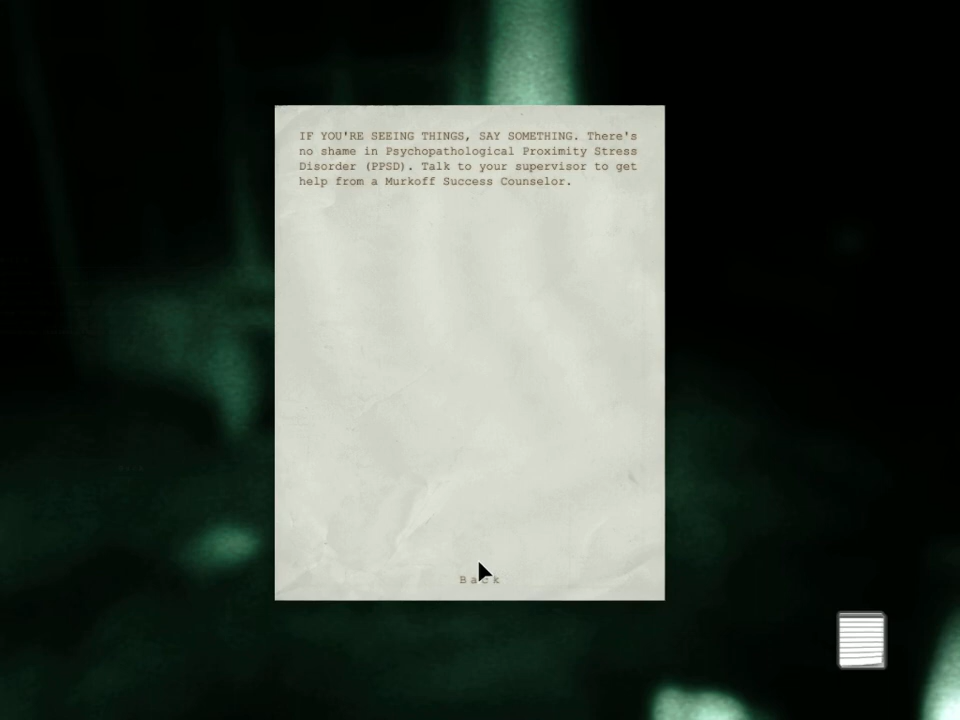 IF YOU'RE SEEING THINGS, SAY SOMETHING. There's
no shame in Psychopathological Proximity Stress
Disorder (PPSD). Talk to your supervisor to get
help from a Murkoff Success Counselor.
Back